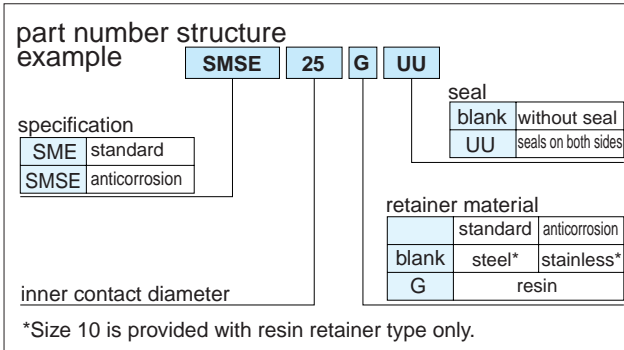 part number structure
example
SMSE 25 G UU
seal
blank without seal
UU seals on both sides
specification
SME standard
SMSE anticorrosion
retainer material
standard anticorrosion
blank steel* stainless*
G resin
inner contact diameter
*Size 10 is provided with resin retainer type only.